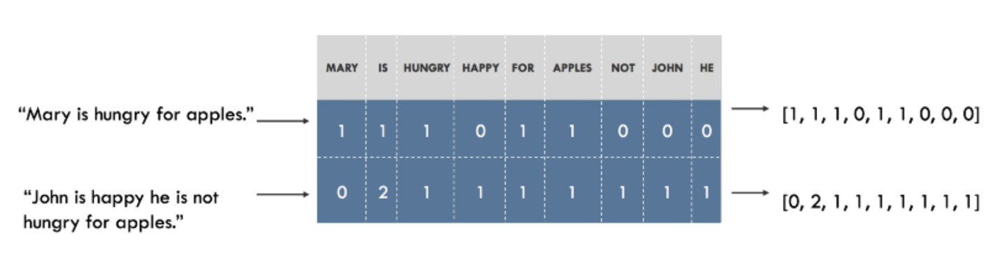 MARY IS HUNGRY HAPPY FOR APPLES NOT JOHN HE
“Mary is hungry for apples.” 1 1 1 0 1 1 0 0 0 [1, 1, 1, 0, 1, 1, 0, 0, 0]
“John is happy he is not
hungry for apples.” 0 2 1 1 1 1 1 1 1 [0, 2, 1, 1, 1, 1, 1, 1, 1]